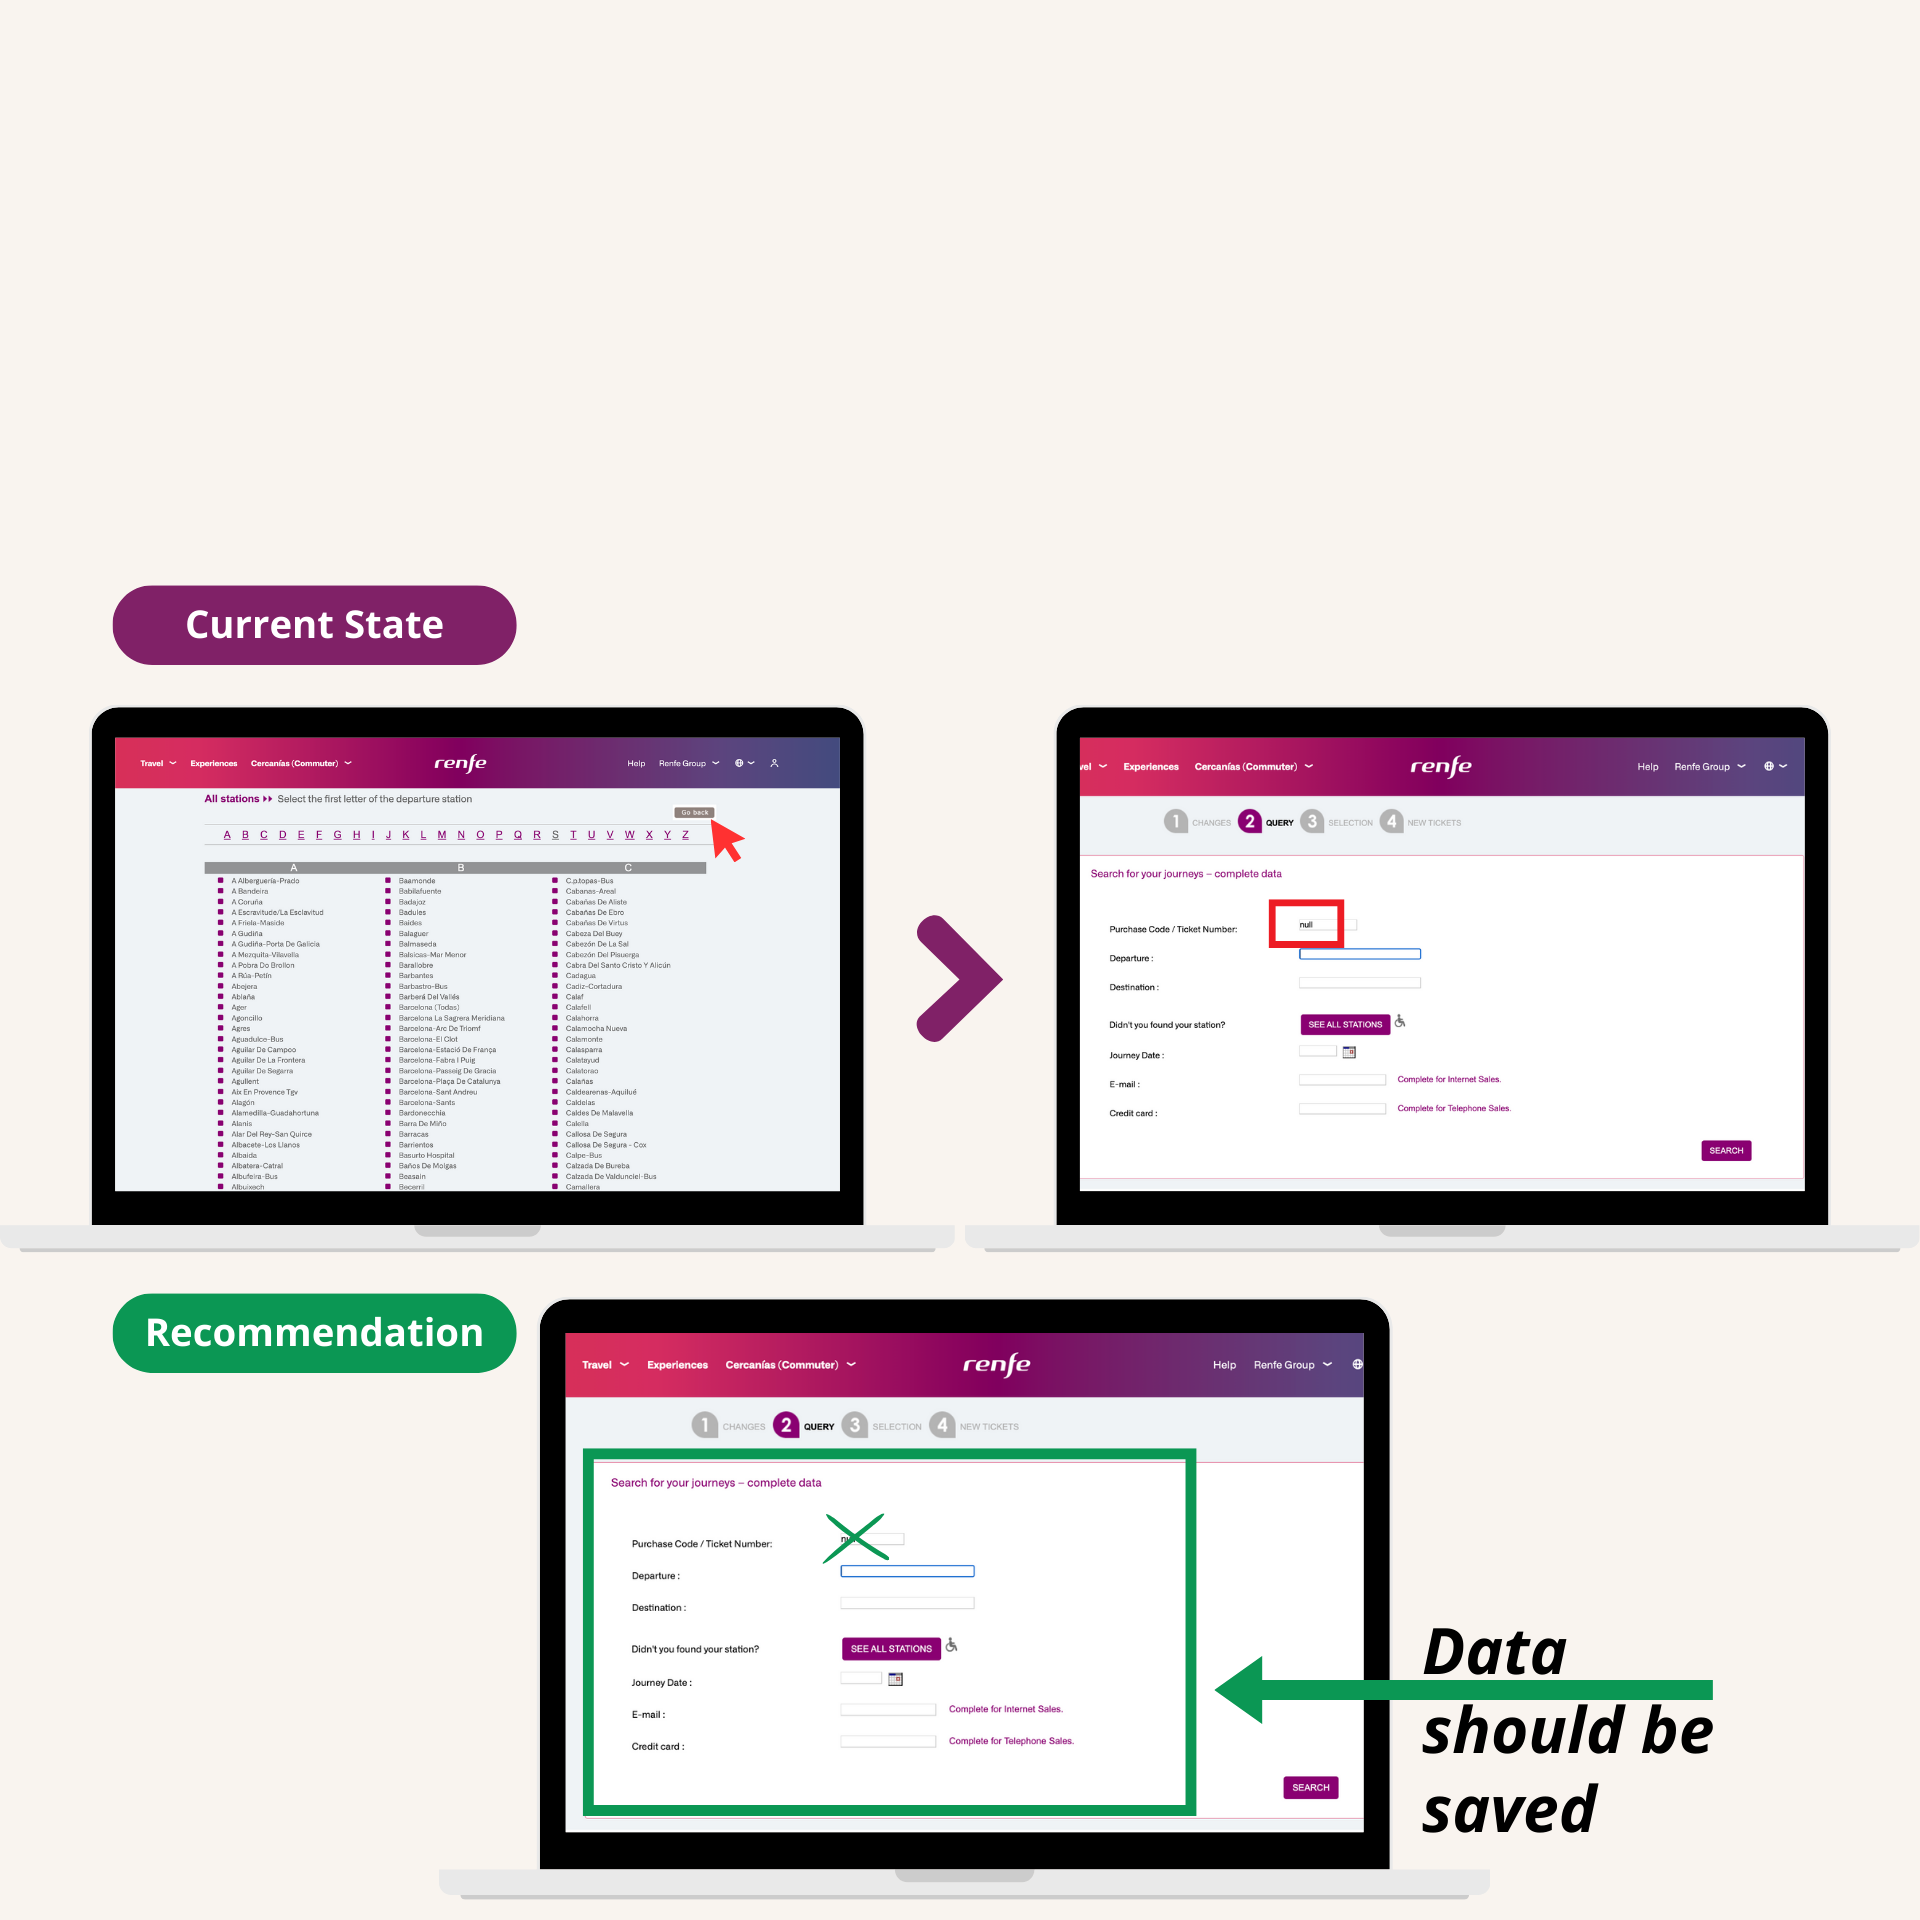 Current State
Travel Experiences Cercanías (Commuter) renfe Help Renfe Group
All stations Select the first letter of the departure station
Go back
A B C D E F G H I J K L M N O P Q R S T U V W X Y Z
A B C
A Alberguería-Prado Baamonde C.p.topas-Bus
A Bandeira Babilafuente Cabanas-Areal
A Coruña Badajoz Cabañas De Aliste
A Escravitude/La Esclavitud Badules Cabañas De Ebro
A Friela-Maside Baides Cabañas De Virtus
A Gudiña Balaguer Cabeza Del Buey
A Gudiña-Porta De Galicia Balmaseda Cabezón De La Sal
A Mezquita-Vilavella Balsicas-Mar Menor Cabezón Del Pisuerga
A Pobra Do Brollon Barallobre Cabra Del Santo Cristo Y Alicún
A Rúa-Petín Barbantes Cadagua
Abejera Barbastro-Bus Cadiz-Cortadura
Ablaña Barberá Del Vallés Calaf
Ager Barcelona (Todas) Calafell
Agoncillo Barcelona La Sagrera Meridiana Calahorra
Agres Barcelona-Arc De Triomf Calamocha Nueva
Aguadulce-Bus Barcelona-El Clot Calamonte
Aguilar De Campoo Barcelona-Estació De França Calasparra
Aguilar De La Frontera Barcelona-Fabra I Puig Calatayud
Aguilar De Segarra Barcelona-Passeig De Gracia Calatorao
Agullent Barcelona-Plaça De Catalunya Calañas
Aix En Provence Tgv Barcelona-Sant Andreu Caldearenas-Aquilué
Alagón Barcelona-Sants Caldelas
Alamedilla-Guadahortuna Bardonecchia Caldes De Malavella
Alanis Barra De Miño Calella
Alar Del Rey-San Quirce Barracas Callosa De Segura
Albacete-Los Llanos Barrientos Callosa De Segura - Cox
Albaida Basurto Hospital Calpe-Bus
Albatera-Catral Baños De Molgas Calzada De Bureba
Albufeira-Bus Beasain Calzada De Valdunciel-Bus
Albuixech Becerril Camallera
vel Experiences Cercanías (Commuter) renfe Help Renfe Group
1 CHANGES 2 QUERY 3 SELECTION 4 NEW TICKETS
Search for your journeys – complete data
Purchase Code / Ticket Number: null
Departure :
Destination :
Didn't you found your station? SEE ALL STATIONS
Journey Date :
E-mail : Complete for Internet Sales.
Credit card : Complete for Telephone Sales.
SEARCH
Recommendation
Travel Experiences Cercanías (Commuter) renfe Help Renfe Group
1 CHANGES 2 QUERY 3 SELECTION 4 NEW TICKETS
Search for your journeys – complete data
Purchase Code / Ticket Number:
Departure :
Destination :
Didn't you found your station? SEE ALL STATIONS
Journey Date :
E-mail : Complete for Internet Sales.
Credit card : Complete for Telephone Sales.
SEARCH
Data
should be
saved